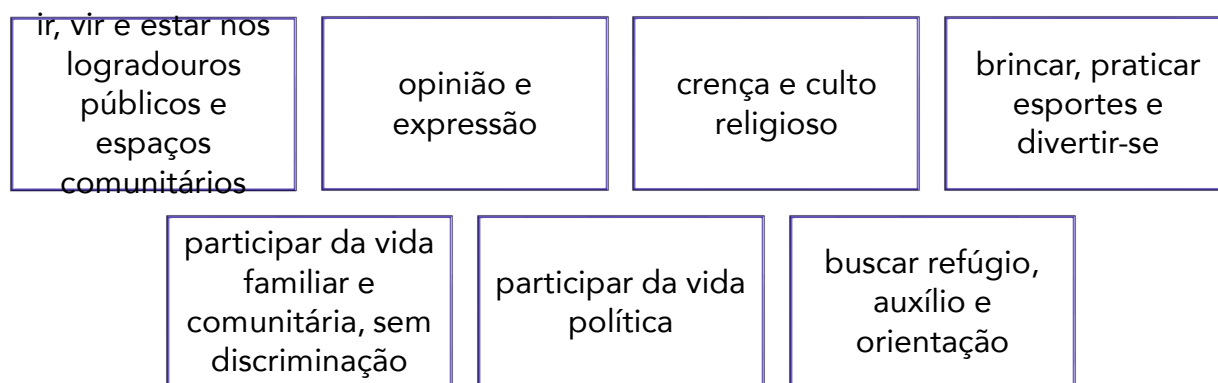 ir, vir e estar nos
logradouros
públicos e
espaços
comunitários
opinião e
expressão
crença e culto
religioso
brincar, praticar
esportes e
divertir-se
participar da vida
familiar e
comunitária, sem
discriminação
participar da vida
política
buscar refúgio,
auxílio e
orientação